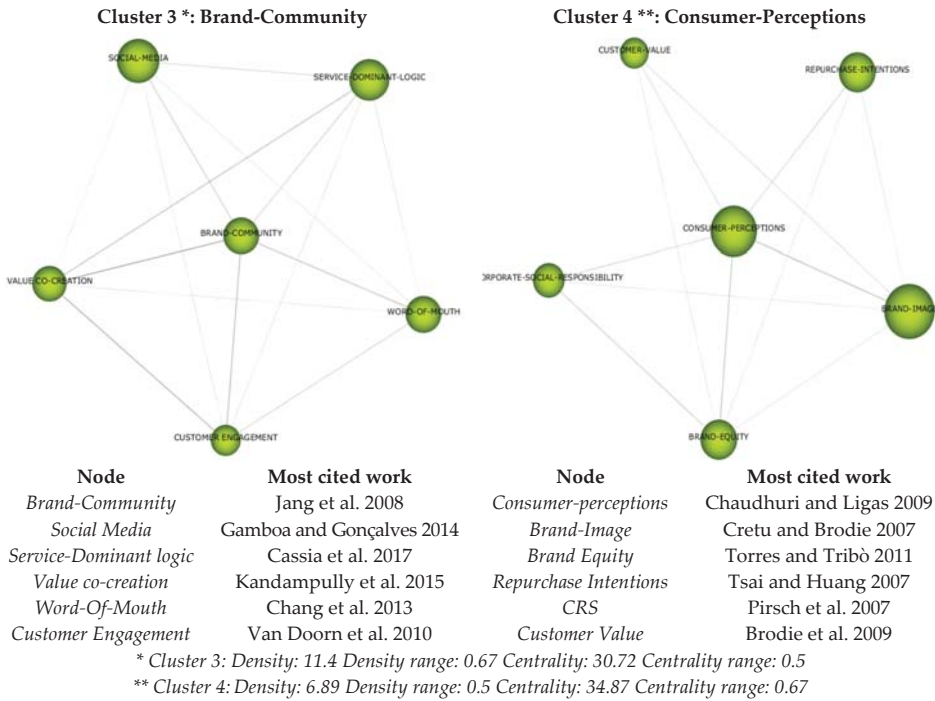 Cluster 3 *: Brand-Community
SOCIAL-MEDIA
SERVICE-DOMINANT-LOGIC
BRAND-COMMUNITY
VALUE CO-CREATION
WORD-OF-MOUTH
CUSTOMER ENGAGEMENT
Cluster 4 **: Consumer-Perceptions
CUSTOMER-VALUE
REPURCHASE-INTENTIONS
CONSUMER-PERCEPTIONS
ORPORATE-SOCIAL-RESPONSIBILITY
BRAND-IMAG
BRAND-EQUITY
Node Most cited work Node Most cited work
Brand-Community Jang et al. 2008 Consumer-perceptions Chaudhuri and Ligas 2009
Social Media Gamboa and Gonçalves 2014 Brand-Image Cretu and Brodie 2007
Service-Dominant logic Cassia et al. 2017 Brand Equity Torres and Tribò 2011
Value co-creation Kandampully et al. 2015 Repurchase Intentions Tsai and Huang 2007
Word-Of-Mouth Chang et al. 2013 CRS Pirsch et al. 2007
Customer Engagement Van Doorn et al. 2010 Customer Value Brodie et al. 2009
* Cluster 3: Density: 11.4 Density range: 0.67 Centrality: 30.72 Centrality range: 0.5
** Cluster 4: Density: 6.89 Density range: 0.5 Centrality: 34.87 Centrality range: 0.67